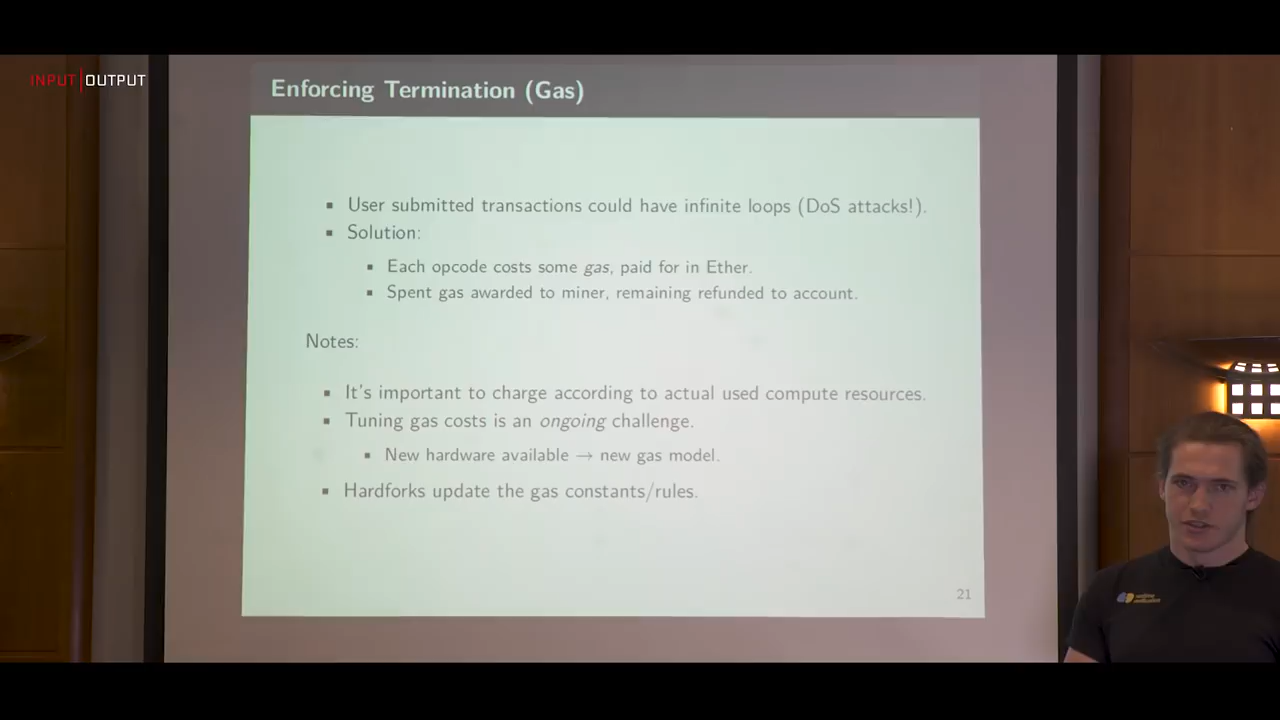 INPUT|OUTPUT
Enforcing Termination (Gas)
▪ User submitted transactions could have infinite loops (DoS attacks!).
▪ Solution:
▪ Each opcode costs some gas, paid for in Ether.
▪ Spent gas awarded to miner, remaining refunded to account.
Notes:
▪ It's important to charge according to actual used compute resources.
▪ Tuning gas costs is an ongoing challenge.
▪ New hardware available → new gas model.
▪ Hardforks update the gas constants/rules.
21